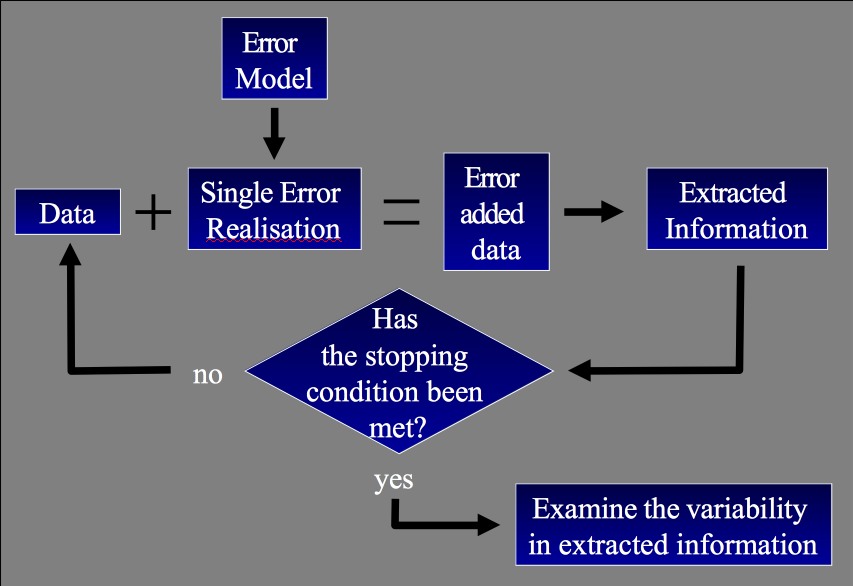 Error
Model
Data
+
Single Error
Realisation
=
Error
added
data
Extracted
Information
Has
the stopping
condition been
met?
no
yes
Examine the variability
in extracted information